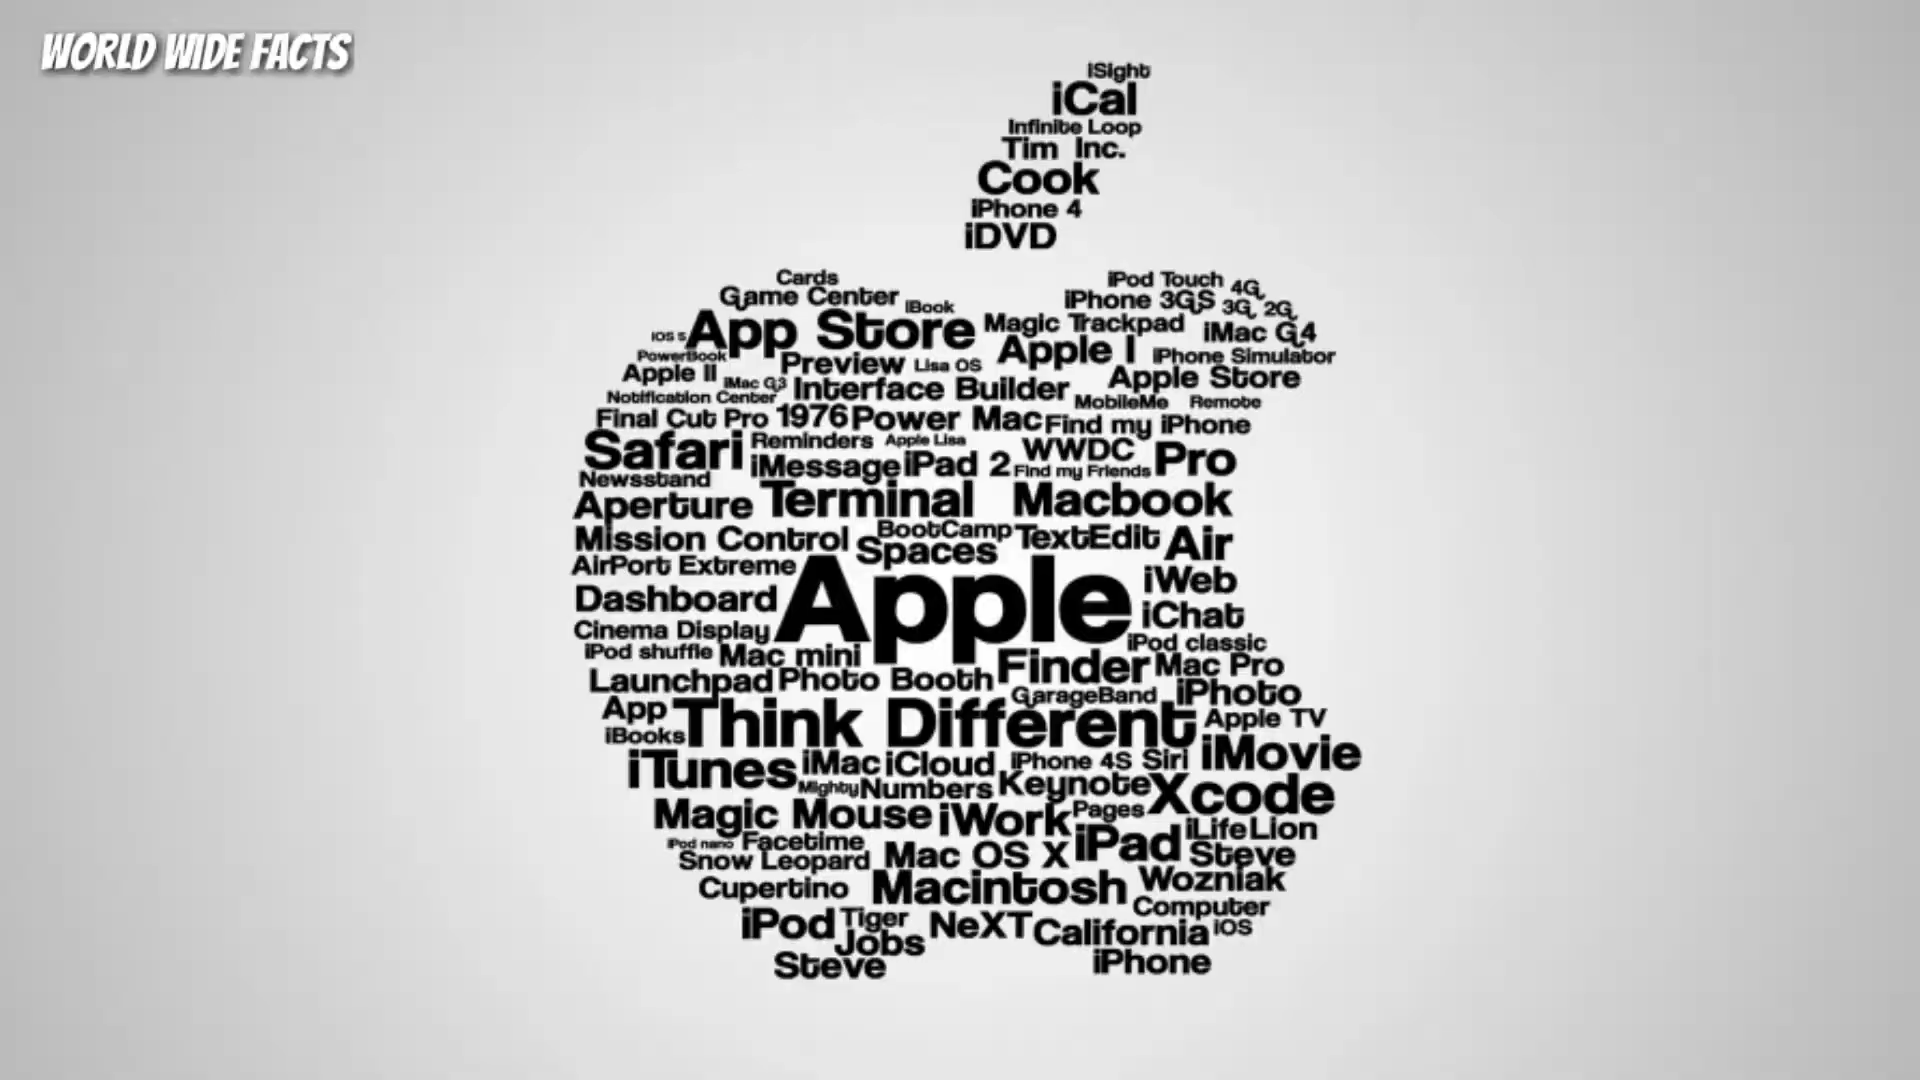 WORLD WIDE FACTS
iSight
iCal
Infinite Loop
Tim Inc.
Cook
iPhone 4
iDVD
Cards
iPod Touch 4G
Game Center iBook
iPhone 3GS 3G 2G
iOS 5 App Store Magic Trackpad iMac G4
PowerBook Preview Lisa OS Apple I iPhone Simulator
Apple II iMac G3 Interface Builder Apple Store
Notification Center MobileMe Remote
Final Cut Pro 1976 Power Mac Find my iPhone
Safari Reminders Apple Lisa WWDC Pro
iMessage iPad 2 Find my Friends
Newsstand
Aperture Terminal Macbook
Mission Control BootCamp TextEdit Air
Spaces
AirPort Extreme
Apple iWeb
Dashboard iChat
Cinema Display iPod classic
iPod shuffle Mac mini Finder Mac Pro
Launchpad Photo Booth GarageBand iPhoto
App Think Different Apple TV
iBooks
iTunes iMac iCloud iPhone 4S Siri iMovie
Mighty Numbers Keynote Xcode
Magic Mouse iWork Pages
iPod nano Facetime iPad iLife Lion
Snow Leopard Mac OS X Steve
Cupertino Macintosh Wozniak
Computer
iPod Tiger NeXT California iOS
Jobs
Steve iPhone